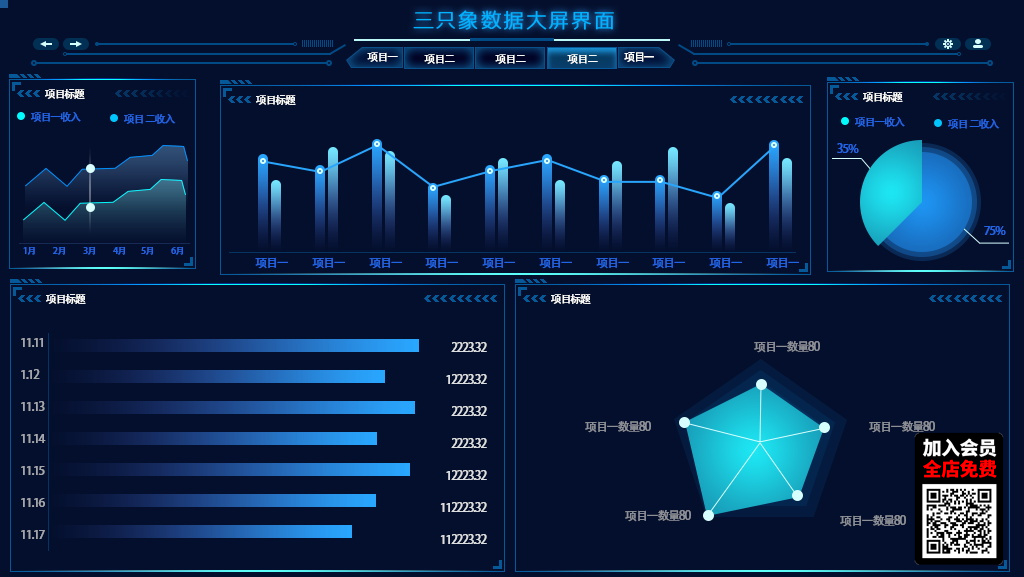 三只象数据大屏界面
项目一 项目二 项目二 项目二 项目一
项目标题
项目一收入 项目二收入
1月 2月 3月 4月 5月 6月
项目标题
项目一 项目一 项目一 项目一 项目一 项目一 项目一 项目一 项目一 项目一
项目标题
项目一收入 项目二收入
35%
75%
项目标题
11.11 222332
1.12 1222332
11.13 222332
11.14 222332
11.15 1222332
11.16 11222332
11.17 11222332
项目标题
项目一数量80
项目一数量80
项目一数量80
项目一数量80
项目一数量80
加入会员
全店免费